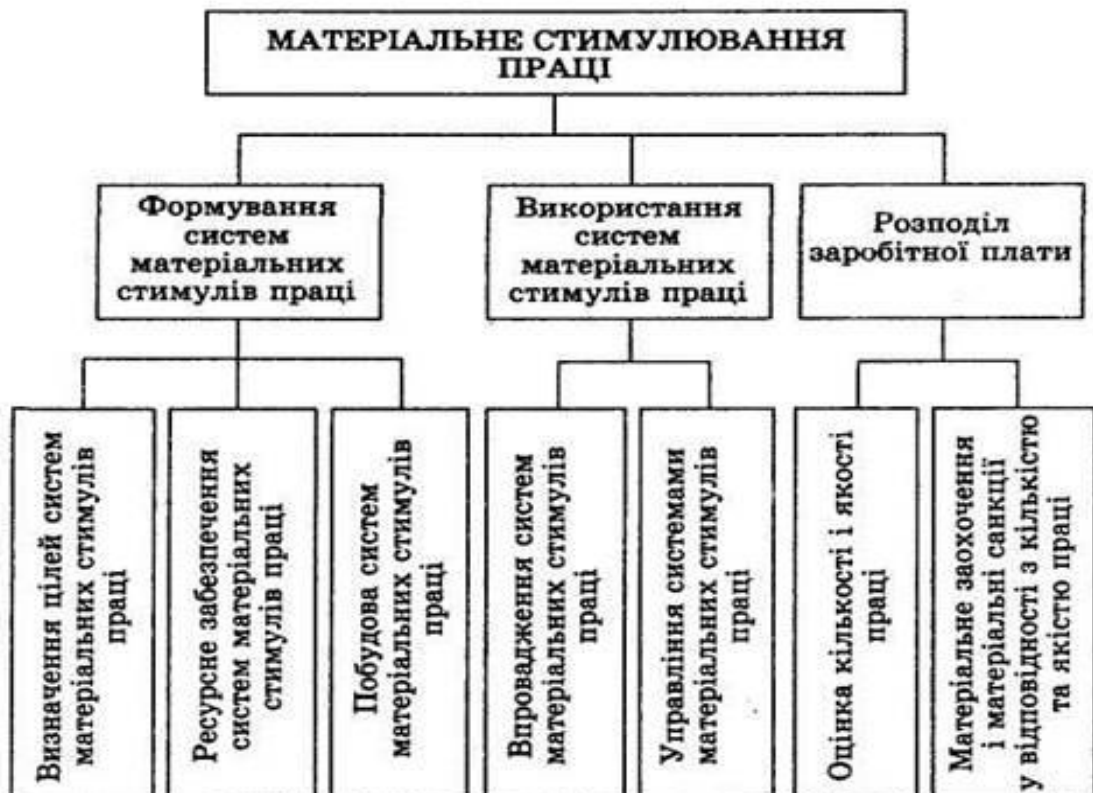 МАТЕРІАЛЬНЕ СТИМУЛЮВАННЯ
ПРАЦІ
Формування
систем
матеріальних
стимулів праці
Використання
систем
матеріальних
стимулів праці
Розподіл
заробітної плати
Визначення цілей систем
матеріальних стимулів
праці
Ресурсне забезпечення
систем матеріальних
стимулів праці
Побудова систем
матеріальних стимулів
праці
Впровадження систем
матеріальних стимулів
праці
Управління системами
матеріальних стимулів
праці
Оцінка кількості і якості
праці
Матеріальне заохочення
і матеріальні санкції
у відповідності з кількістю
та якістю праці